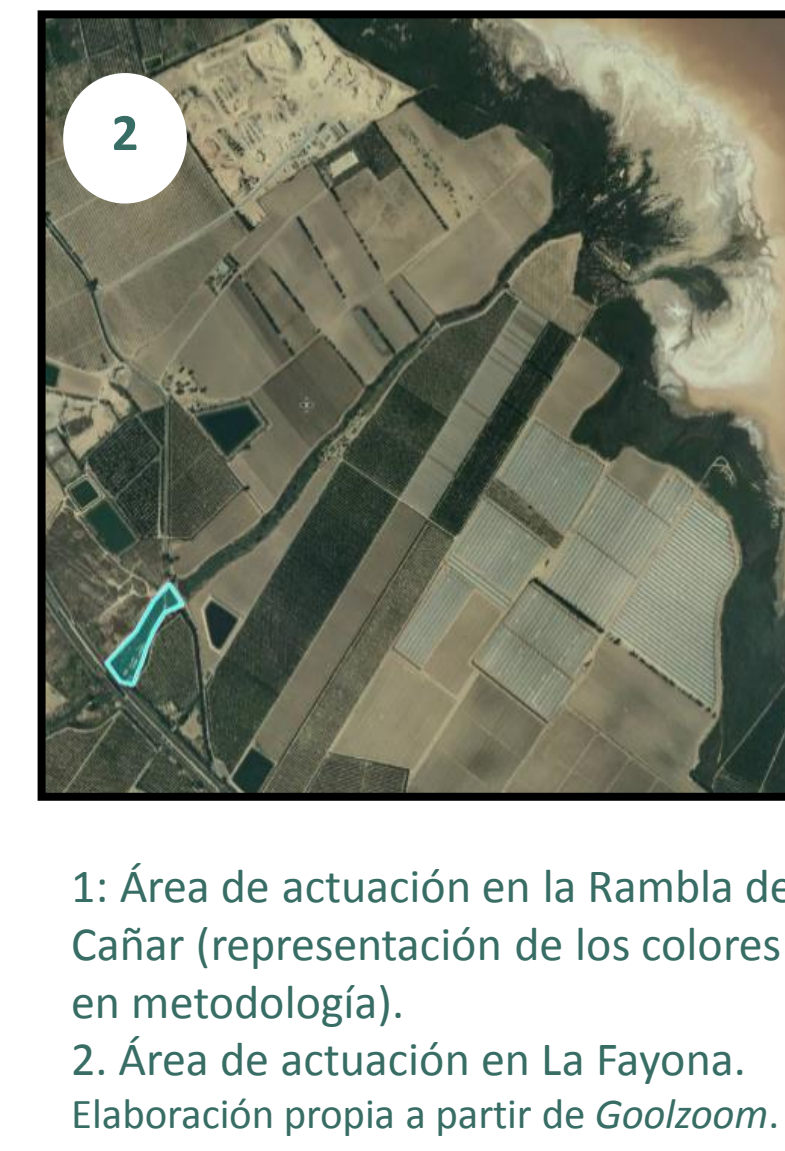 2
1: Área de actuación en la Rambla de
Cañar (representación de los colores
en metodología).
2. Área de actuación en La Fayona.
Elaboración propia a partir de Goolzoom.